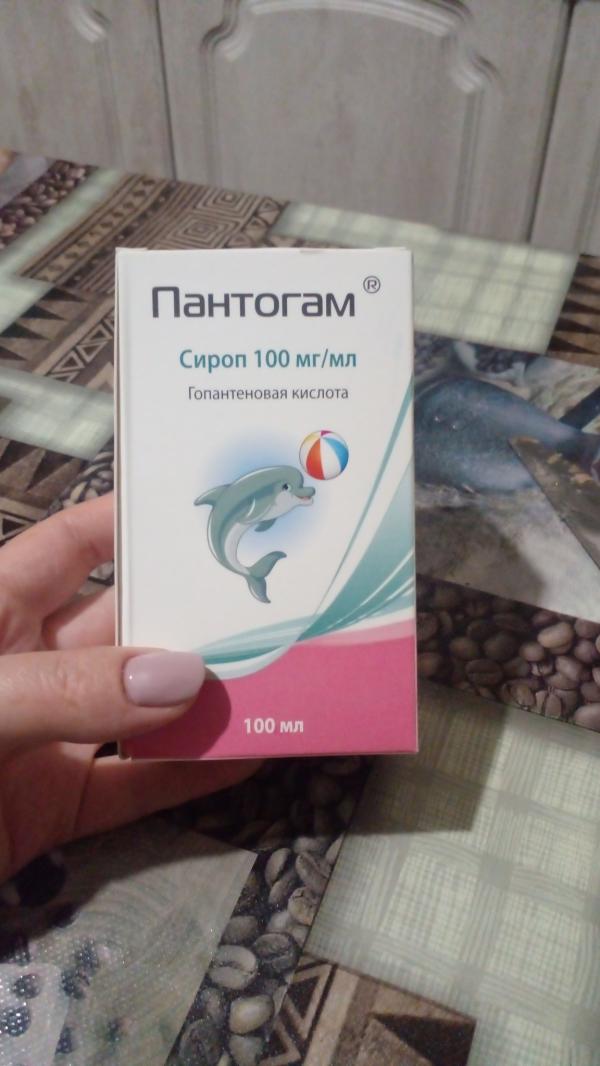 Пантогам®
Сироп 100 мг/мл
Гопантеновая кислота
100 мл